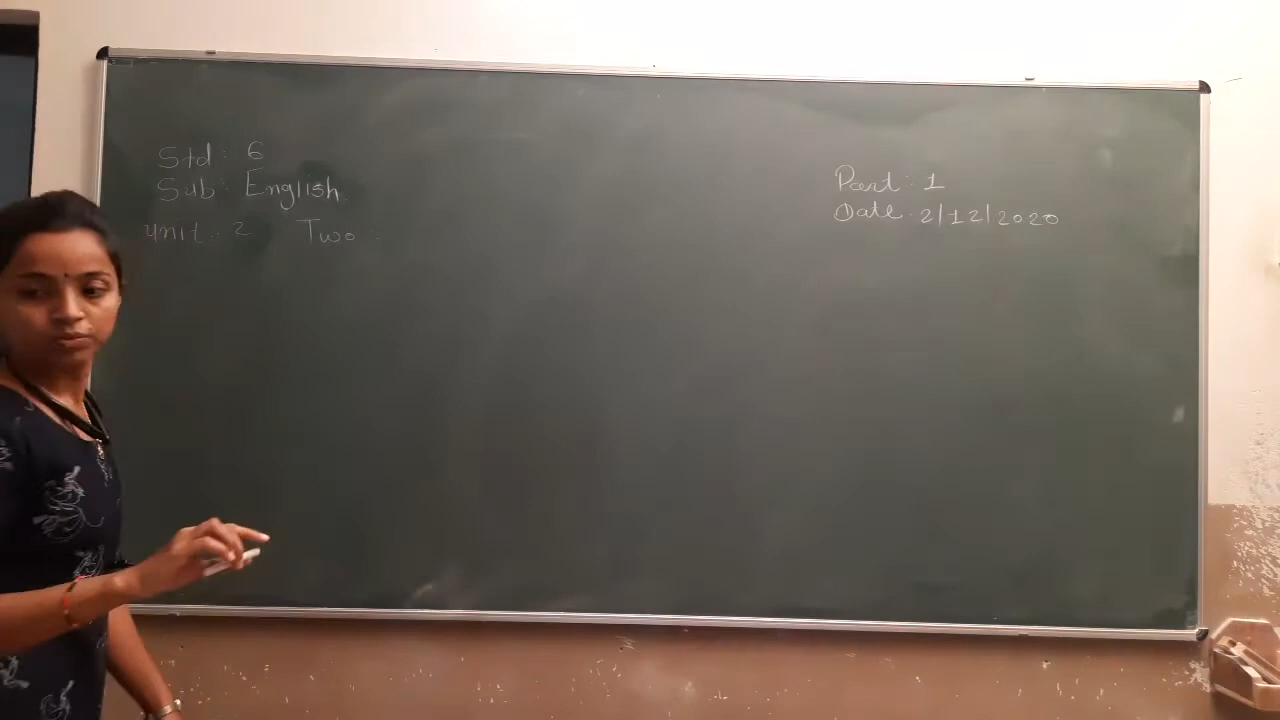 Std : 6
Sub : English
Unit : 2 Two :
Part : 1
Date : 2/12/2020